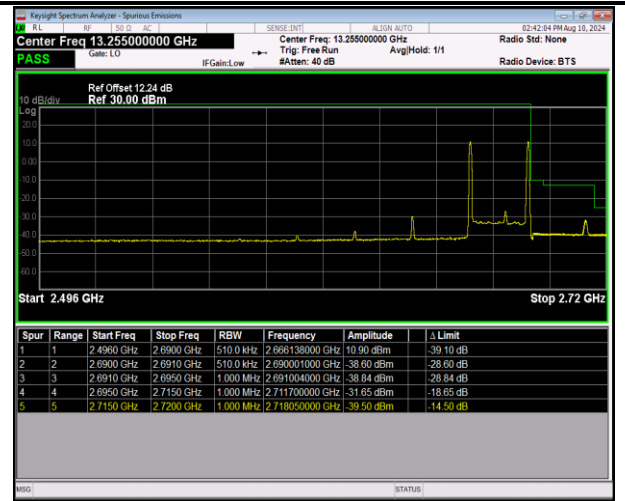 Keysight Spectrum Analyzer - Spurious Emissions
RL RF 50 Ω AC SENSE:INT ALIGN AUTO 02:42:04 PM Aug 10, 2024
Center Freq 13.255000000 GHz Center Freq: 13.255000000 GHz Radio Std: None
PASS Gate: LO IFGain:Low Trig: Free Run Avg|Hold: 1/1
#Atten: 40 dB Radio Device: BTS
Ref Offset 12.24 dB
10 dB/div Ref 30.00 dBm
Log
20.0
10.0
0.00
-10.0
-20.0
-30.0
-40.0
-50.0
-60.0
Start 2.496 GHz Stop 2.72 GHz
Spur Range Start Freq Stop Freq RBW Frequency Amplitude Δ Limit
1 1 2.4960 GHz 2.6900 GHz 510.0 kHz 2.666138000 GHz 10.90 dBm -39.10 dB
2 2 2.6900 GHz 2.6910 GHz 510.0 kHz 2.690001000 GHz -38.60 dBm -28.60 dB
3 3 2.6910 GHz 2.6950 GHz 1.000 MHz 2.691004000 GHz -38.84 dBm -28.84 dB
4 4 2.6950 GHz 2.7150 GHz 1.000 MHz 2.711700000 GHz -31.65 dBm -18.65 dB
5 5 2.7150 GHz 2.7200 GHz 1.000 MHz 2.718050000 GHz -39.50 dBm -14.50 dB
MSG STATUS